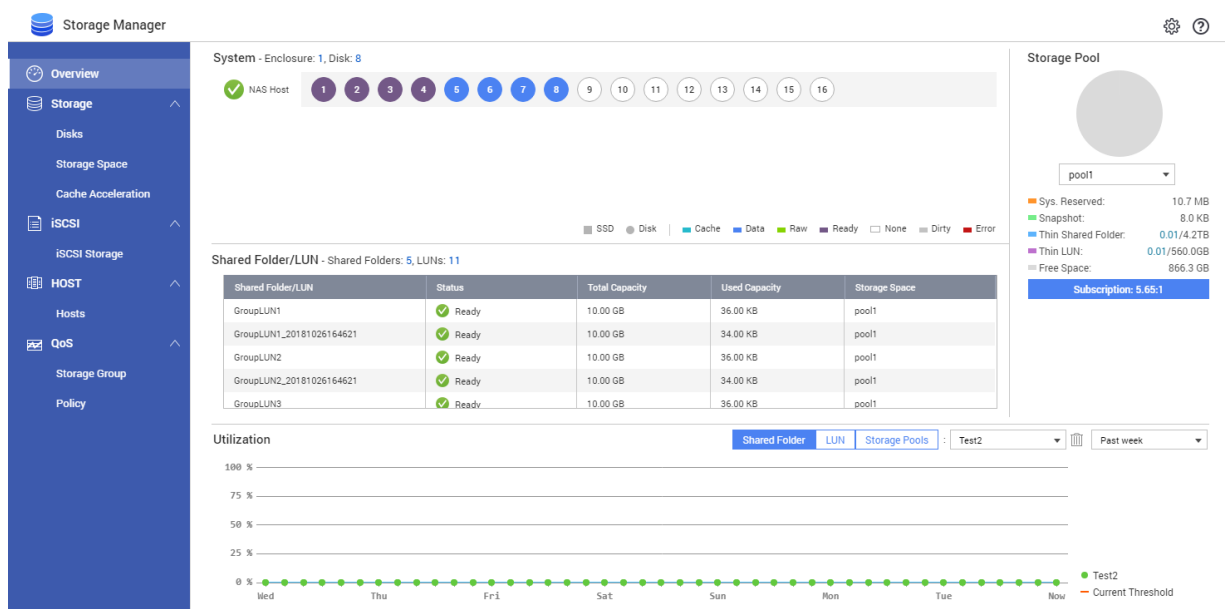 Storage Manager
Overview
Storage
Disks
Storage Space
Cache Acceleration
iSCSI
iSCSI Storage
HOST
Hosts
QoS
Storage Group
Policy
System - Enclosure: 1, Disk: 8
NAS Host 1 2 3 4 5 6 7 8 9 10 11 12 13 14 15 16
SSD Disk Cache Data Raw Ready None Dirty Error
Shared Folder/LUN - Shared Folders: 5, LUNs: 11
Shared Folder/LUN Status Total Capacity Used Capacity Storage Space
GroupLUN1 Ready 10.00 GB 36.00 KB pool1
GroupLUN1_20181026164621 Ready 10.00 GB 34.00 KB pool1
GroupLUN2 Ready 10.00 GB 36.00 KB pool1
GroupLUN2_20181026164621 Ready 10.00 GB 34.00 KB pool1
GroupLUN3 Ready 10.00 GB 36.00 KB pool1
Storage Pool
pool1
Sys. Reserved: 10.7 MB
Snapshot: 8.0 KB
Thin Shared Folder: 0.01/4.2TB
Thin LUN: 0.01/560.0GB
Free Space: 866.3 GB
Subscription: 5.65:1
Utilization Shared Folder LUN Storage Pools : Test2 Past week
100 %
75 %
50 %
25 %
0 %
Wed Thu Fri Sat Sun Mon Tue Now
Test2
Current Threshold